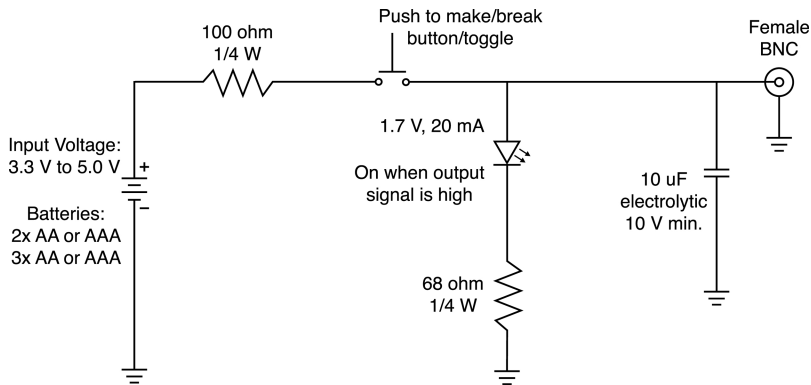 100 ohm
1/4 W
Push to make/break
button/toggle
Female
BNC
Input Voltage:
3.3 V to 5.0 V
+
–
Batteries:
2x AA or AAA
3x AA or AAA
1.7 V, 20 mA
On when output
signal is high
10 uF
electrolytic
10 V min.
68 ohm
1/4 W